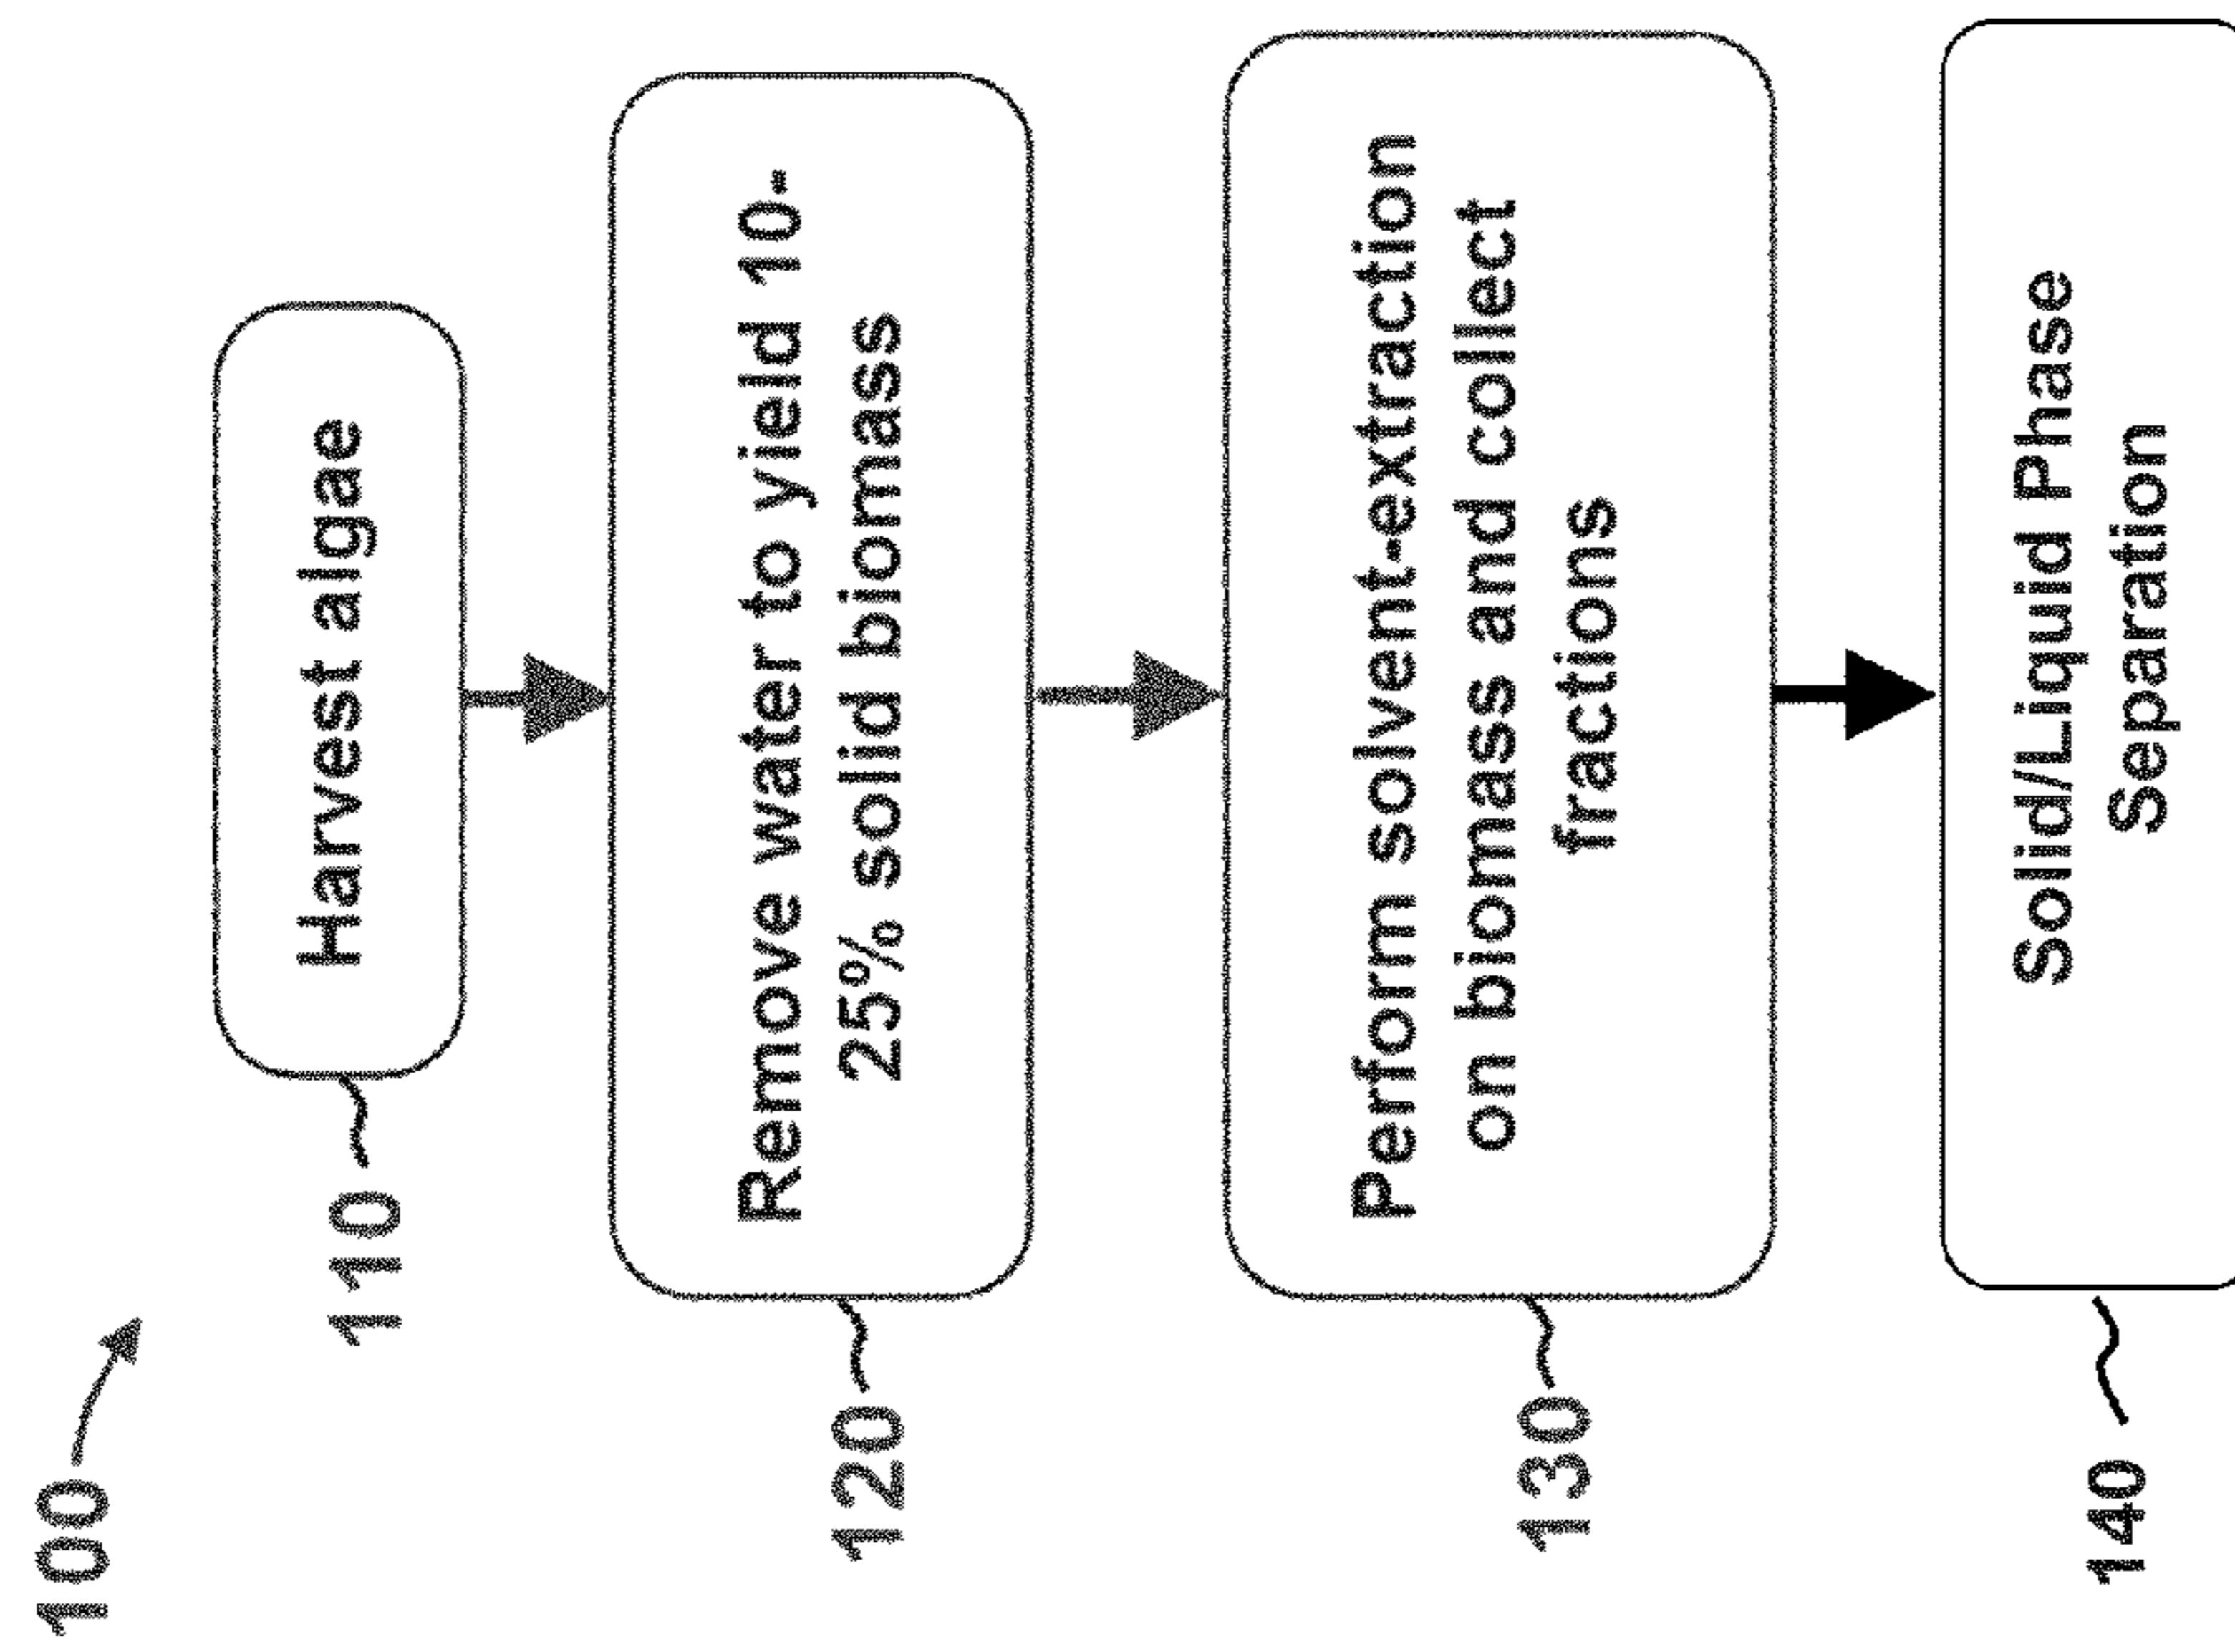 100
110
Harvest algae
120
Remove water to yield 10-
25% solid biomass
130
Perform solvent-extraction
on biomass and collect
fractions
140
Solid/Liquid Phase
Separation